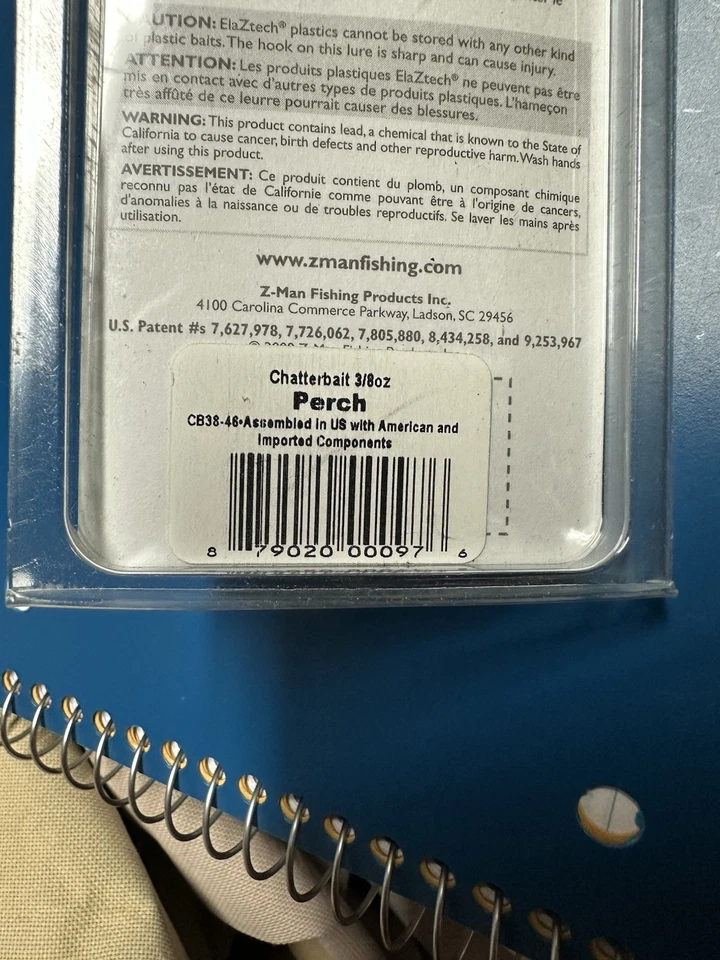 CAUTION: ElaZtech® plastics cannot be stored with any other kind
of plastic baits. The hook on this lure is sharp and can cause injury.
ATTENTION: Les produits plastiques ElaZtech® ne peuvent pas être
mis en contact avec d'autres types de produits plastiques. L'hameçon
très affûté de ce leurre pourrait causer des blessures.
WARNING: This product contains lead, a chemical that is known to the State of
California to cause cancer, birth defects and other reproductive harm. Wash hands
after using this product.
AVERTISSEMENT: Ce produit contient du plomb, un composant chimique
reconnu pas l'état de Californie comme pouvant être à l'origine de cancers,
d'anomalies à la naissance ou de troubles reproductifs. Se laver les mains après
utilisation.
www.zmanfishing.com
Z-Man Fishing Products Inc.
4100 Carolina Commerce Parkway, Ladson, SC 29456
U.S. Patent #s 7,627,978, 7,726,062, 7,805,880, 8,434,258, and 9,253,967
Chatterbait 3/8oz
Perch
CB38-46•Assembled in US with American and
Imported Components
8 79020 00097 6